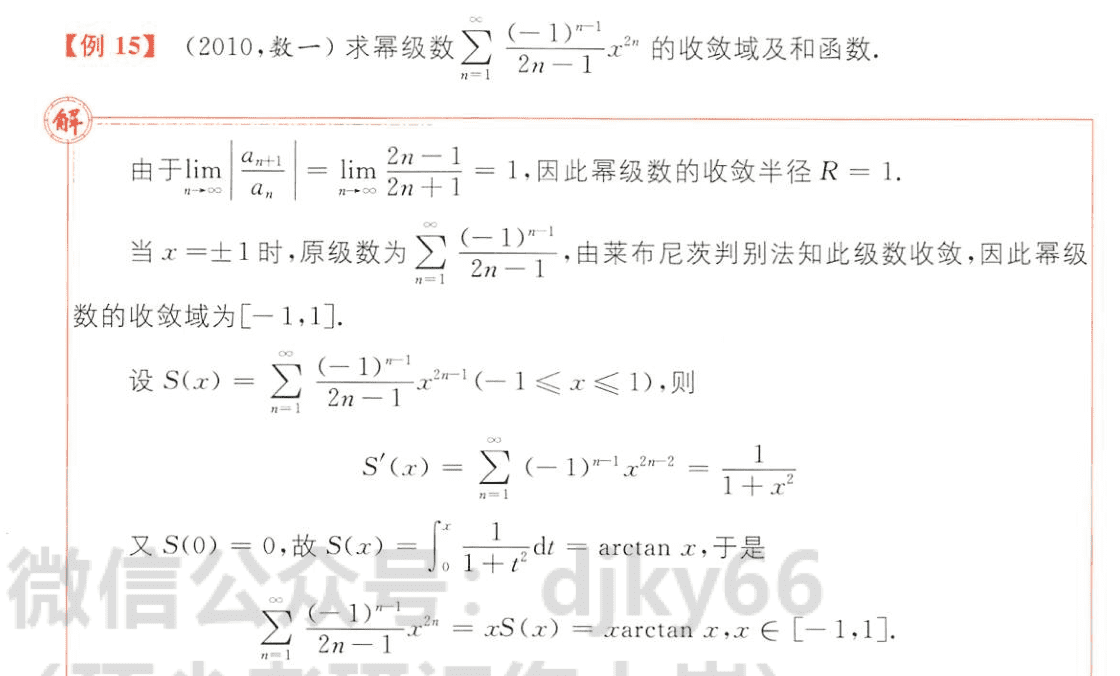 【例 15】 (2010,数一) 求幂级数 $\sum_{n=1}^{\infty} \frac{(-1)^{n-1}}{2n-1}x^{2n}$ 的收敛域及和函数.
解
由于 $\lim_{n\to\infty}\left|\frac{a_{n+1}}{a_n}\right| = \lim_{n\to\infty}\frac{2n-1}{2n+1} = 1$,因此幂级数的收敛半径 $R = 1$.
当 $x = \pm 1$ 时,原级数为 $\sum_{n=1}^{\infty} \frac{(-1)^{n-1}}{2n-1}$,由莱布尼茨判别法知此级数收敛,因此幂级
数的收敛域为 $[-1,1]$.
设 $S(x) = \sum_{n=1}^{\infty} \frac{(-1)^{n-1}}{2n-1}x^{2n-1}(-1 \leqslant x \leqslant 1)$,则
$S'(x) = \sum_{n=1}^{\infty} (-1)^{n-1}x^{2n-2} = \frac{1}{1+x^2}$
又 $S(0) = 0$,故 $S(x) = \int_0^x \frac{1}{1+t^2}dt = \arctan x$,于是
微信公众号: djky66
$\sum_{n=1}^{\infty} \frac{(-1)^{n-1}}{2n-1}x^{2n} = xS(x) = x\arctan x, x \in [-1,1]$.